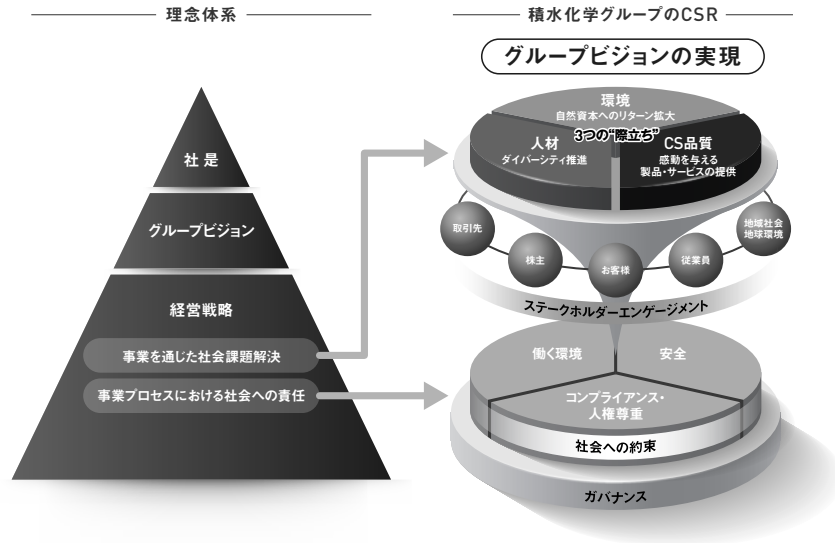 理念体系
社是
グループビジョン
経営戦略
事業を通じた社会課題解決
事業プロセスにおける社会への責任
積水化学グループのCSR
グループビジョンの実現
環境
自然資本へのリターン拡大
3つの“際立ち”
人材
ダイバーシティ推進
CS品質
感動を与える
製品・サービスの提供
取引先
株主
お客様
従業員
地域社会
地球環境
ステークホルダーエンゲージメント
働く環境
安全
コンプライアンス・
人権尊重
社会への約束
ガバナンス